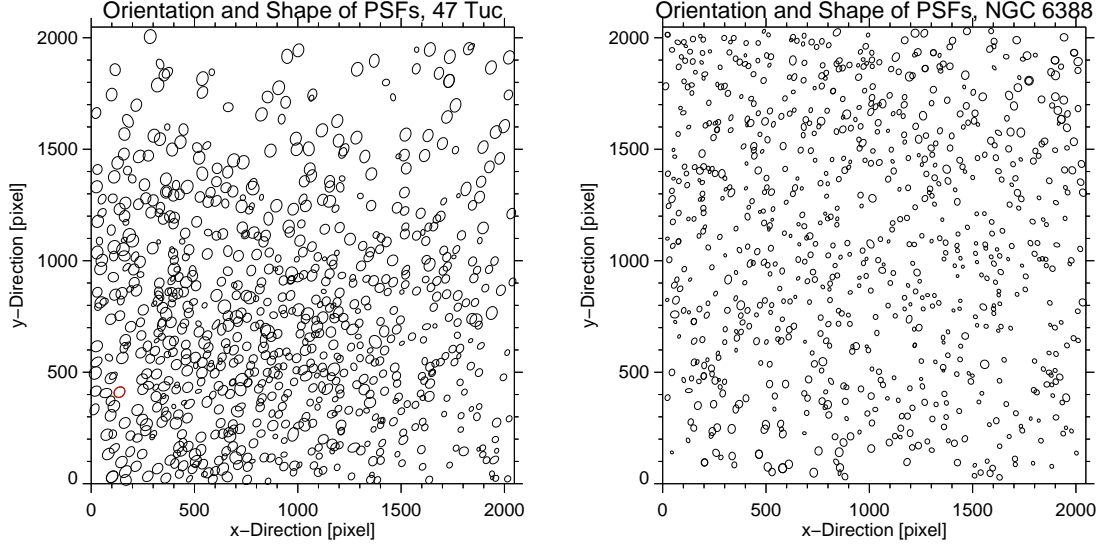 Orientation and Shape of PSFs, 47 Tuc
2000
1500
1000
500
0
y−Direction [pixel]
0 500 1000 1500 2000
x−Direction [pixel]
Orientation and Shape of PSFs, NGC 6388
2000
1500
1000
500
0
y−Direction [pixel]
0 500 1000 1500 2000
x−Direction [pixel]